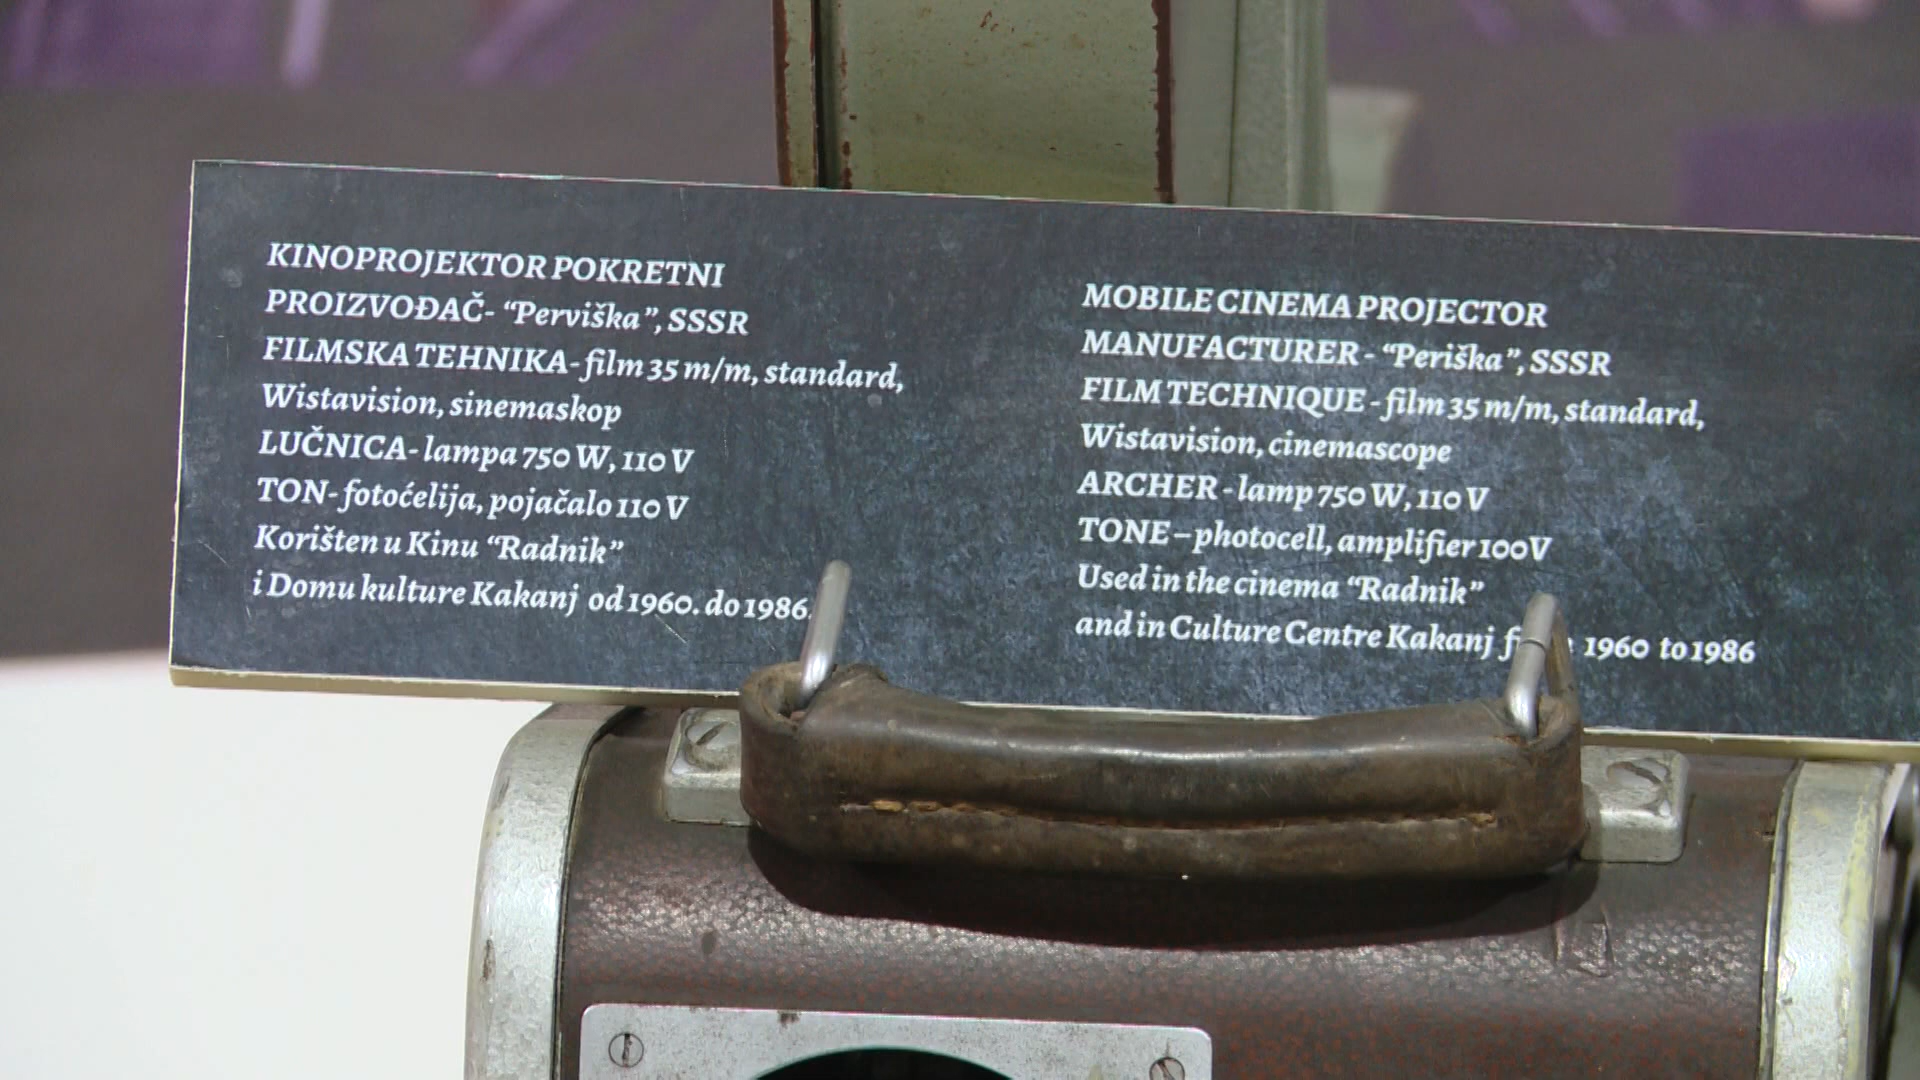 KINOPROJEKTOR POKRETNI
PROIZVOĐAČ- “Perviška”, SSSR
FILMSKA TEHNIKA- film 35 m/m, standard,
Wistavision, sinemaskop
LUČNICA- lampa 750 W, 110 V
TON- fotoćelija, pojačalo 110 V
Korišten u Kinu “Radnik”
i Domu kulture Kakanj od 1960. do 1986.
MOBILE CINEMA PROJECTOR
MANUFACTURER - “Periška”, SSSR
FILM TECHNIQUE - film 35 m/m, standard,
Wistavision, cinemascope
ARCHER - lamp 750 W, 110 V
TONE – photocell, amplifier 100V
Used in the cinema “Radnik”
and in Culture Centre Kakanj 1960 to 1986